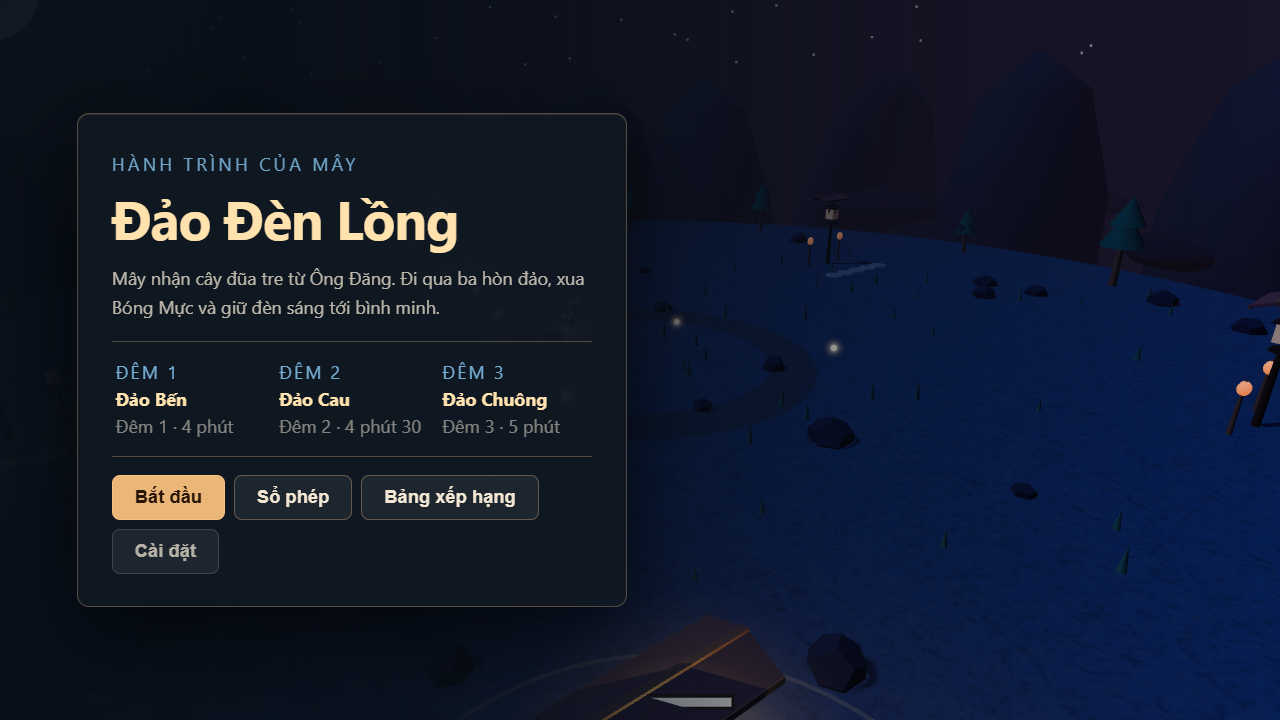 HÀNH TRÌNH CỦA MÂY
Đảo Đèn Lồng
Mây nhận cây đũa tre từ Ông Đăng. Đi qua ba hòn đảo, xua
Bóng Mực và giữ đèn sáng tới bình minh.
ĐÊM 1 ĐÊM 2 ĐÊM 3
Đảo Bến Đảo Cau Đảo Chuông
Đêm 1 · 4 phút Đêm 2 · 4 phút 30 Đêm 3 · 5 phút
Bắt đầu Sổ phép Bảng xếp hạng
Cài đặt